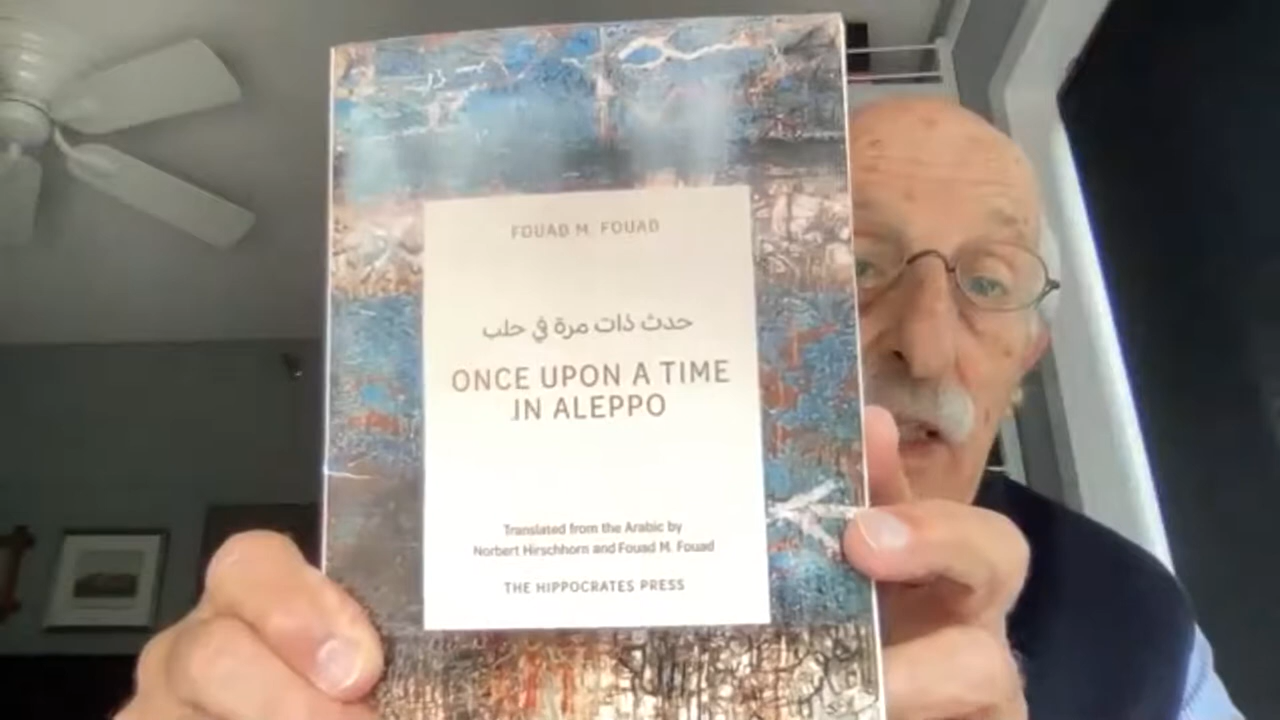 FOUAD M. FOUAD
حدث ذات مرة في حلب
ONCE UPON A TIME
IN ALEPPO
Translated from the Arabic by
Norbert Hirschhorn and Fouad M. Fouad
THE HIPPOCRATES PRESS